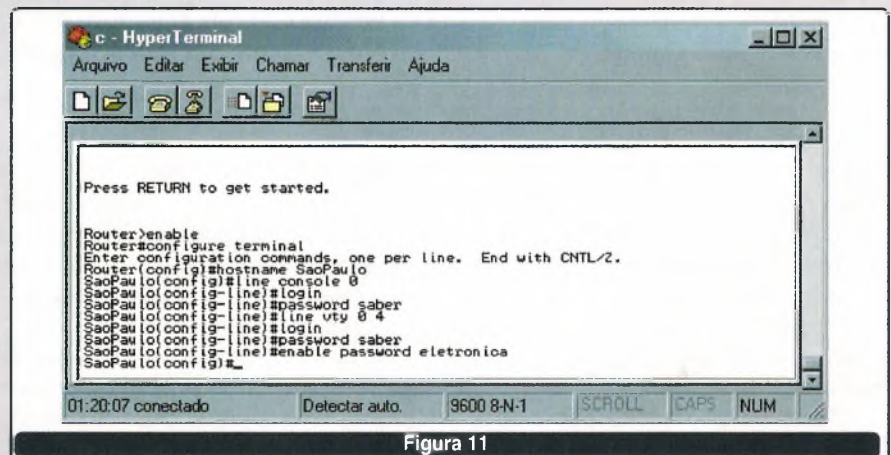 c - HyperTerminal
Arquivo Editar Exibir Chamar Transferir Ajuda
Press RETURN to get started.
Router>enable
Router#configure terminal
Enter configuration commands, one per line. End with CNTL/Z.
Router(config)#hostname SaoPaulo
SaoPaulo(config)#line console 0
SaoPaulo(config-line)#login
SaoPaulo(config-line)#password saber
SaoPaulo(config-line)#line vty 0 4
SaoPaulo(config-line)#login
SaoPaulo(config-line)#password saber
SaoPaulo(config-line)#enable password eletronica
SaoPaulo(config)#_
01:20:07 conectado Detectar auto. 9600 8-N-1 SCROLL CAPS NUM
Figura 11